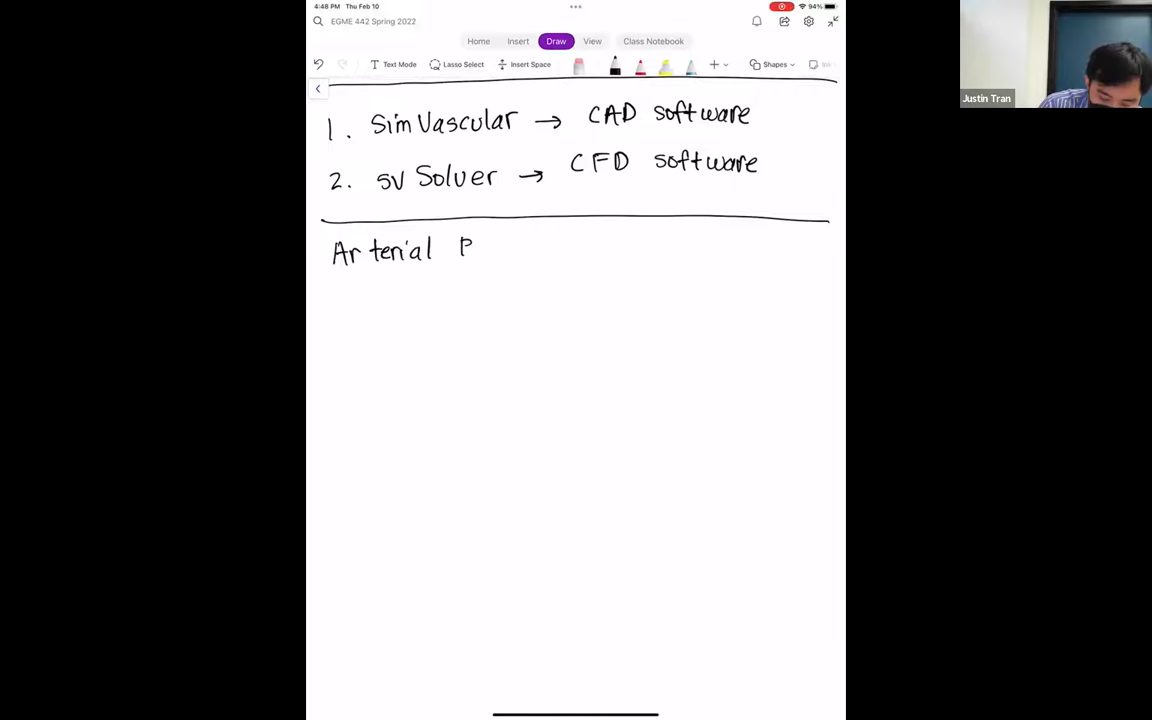 4:48 PM Thu Feb 10
94%
EGME 442 Spring 2022
Home Insert Draw View Class Notebook
Text Mode Lasso Select Insert Space Shapes Ink
1. SimVascular → CAD software
2. sv Solver → CFD software
Arterial P
Justin Tran